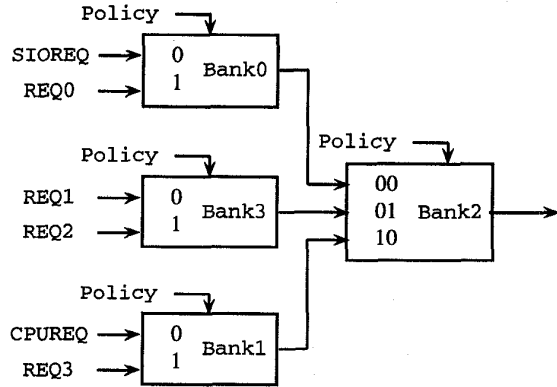 Policy
SIOREQ
0
Bank0
REQ0
1
Policy
Policy
REQ1
0
Bank3
REQ2
1
00
01
Bank2
10
Policy
CPUREQ
0
Bank1
REQ3
1